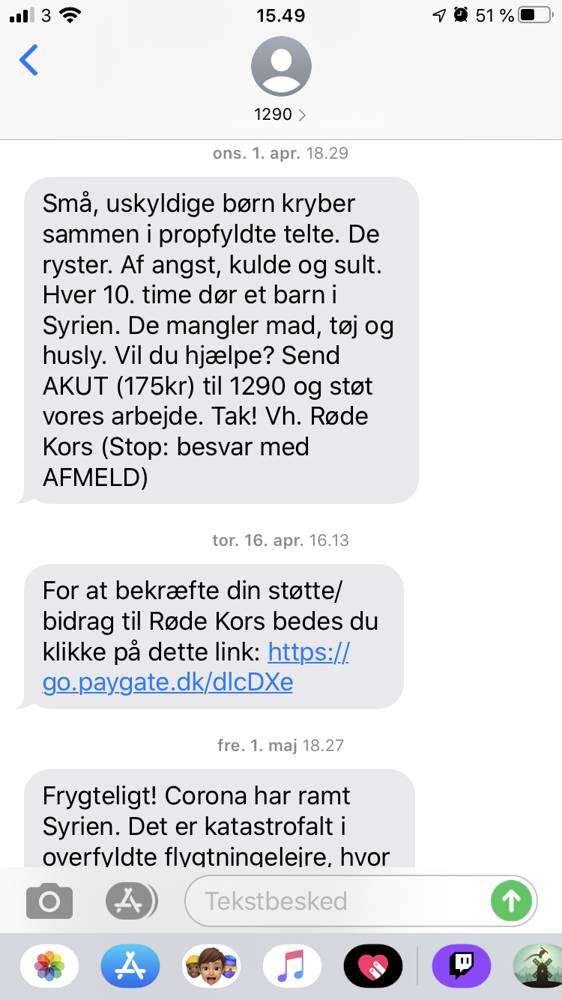 3
15.49
51 %
1290
ons. 1. apr. 18.29
Små, uskyldige børn kryber
sammen i propfyldte telte. De
ryster. Af angst, kulde og sult.
Hver 10. time dør et barn i
Syrien. De mangler mad, tøj og
husly. Vil du hjælpe? Send
AKUT (175kr) til 1290 og støt
vores arbejde. Tak! Vh. Røde
Kors (Stop: besvar med
AFMELD)
tor. 16. apr. 16.13
For at bekræfte din støtte/
bidrag til Røde Kors bedes du
klikke på dette link: https://
go.paygate.dk/dlcDXe
fre. 1. maj 18.27
Frygteligt! Corona har ramt
Syrien. Det er katastrofalt i
overfyldte flygtningelejre, hvor
Tekstbesked